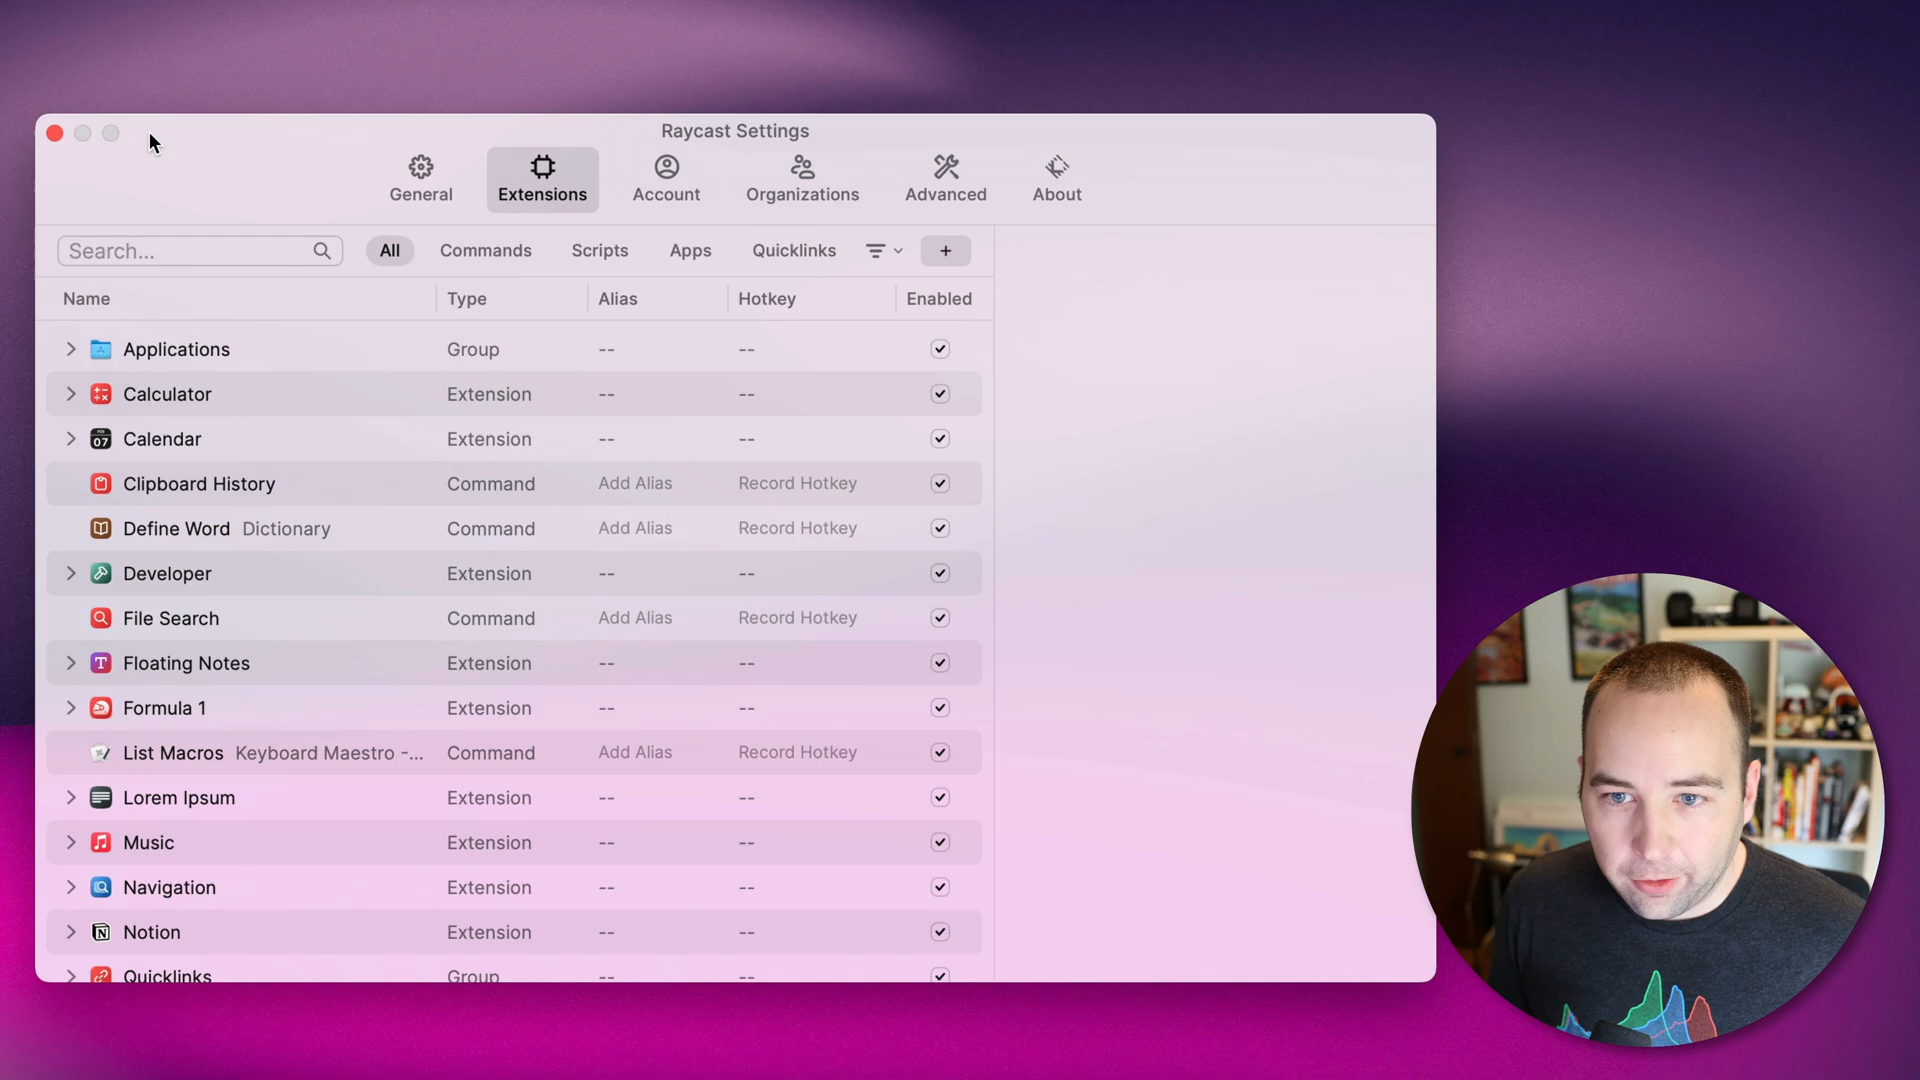 Raycast Settings
General Extensions Account Organizations Advanced About
Search... All Commands Scripts Apps Quicklinks +
Name Type Alias Hotkey Enabled
Applications Group -- --
Calculator Extension -- --
FEB
07 Calendar Extension -- --
Clipboard History Command Add Alias Record Hotkey
Define Word Dictionary Command Add Alias Record Hotkey
Developer Extension -- --
File Search Command Add Alias Record Hotkey
T Floating Notes Extension -- --
Formula 1 Extension -- --
List Macros Keyboard Maestro -... Command Add Alias Record Hotkey
Lorem Ipsum Extension -- --
Music Extension -- --
Navigation Extension -- --
N Notion Extension -- --
Quicklinks Group -- --